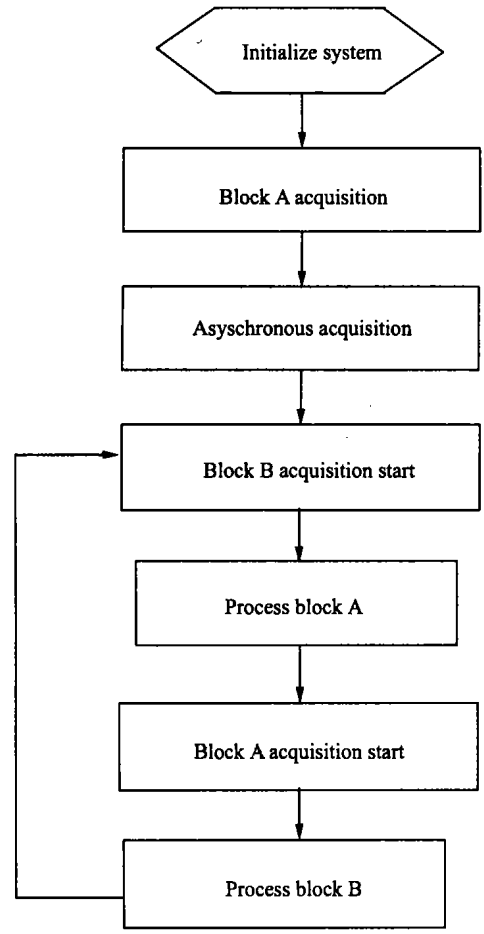 Initialize system
Block A acquisition
Asyschronous acquisition
Block B acquisition start
Process block A
Block A acquisition start
Process block B